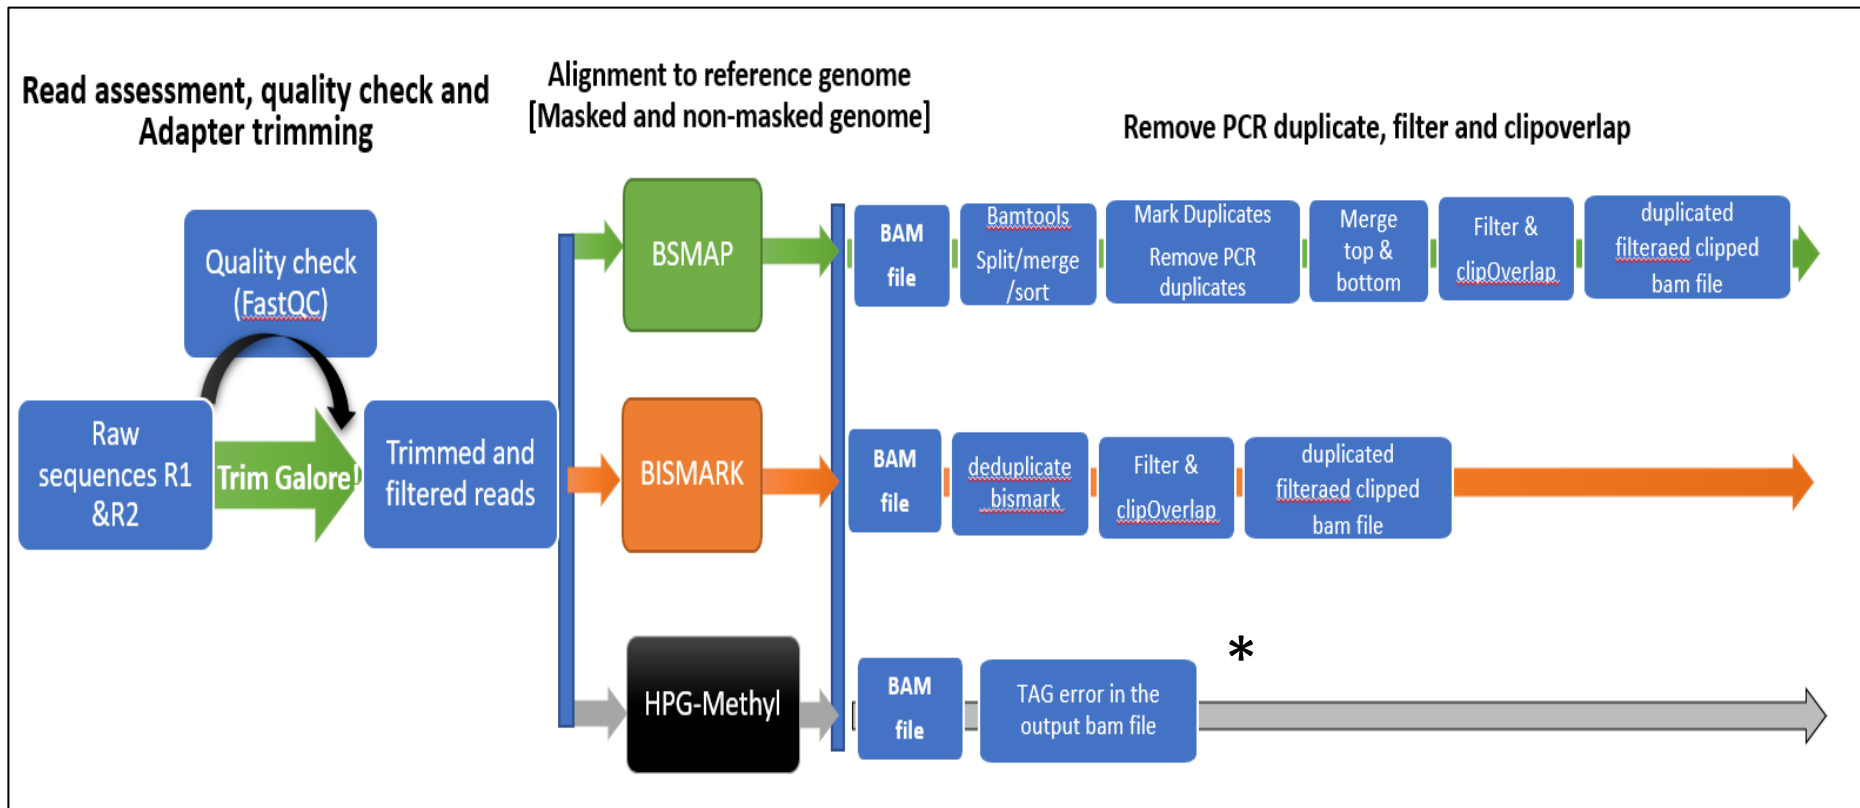 Read assessment, quality check and
Adapter trimming
Alignment to reference genome
[Masked and non-masked genome]
Remove PCR duplicate, filter and clipoverlap
Quality check
(FastQC)
Raw
sequences R1
&R2
Trim Galore!
Trimmed and
filtered reads
BSMAP
BAM
file
Bamtools
Split/merge
/sort
Mark Duplicates
Remove PCR
duplicates
Merge
top &
bottom
Filter &
clipOverlap
duplicated
filteraed clipped
bam file
BISMARK
BAM
file
deduplicate
_bismark
Filter &
clipOverlap
duplicated
filteraed clipped
bam file
HPG-Methyl
BAM
file
TAG error in the
output bam file
*